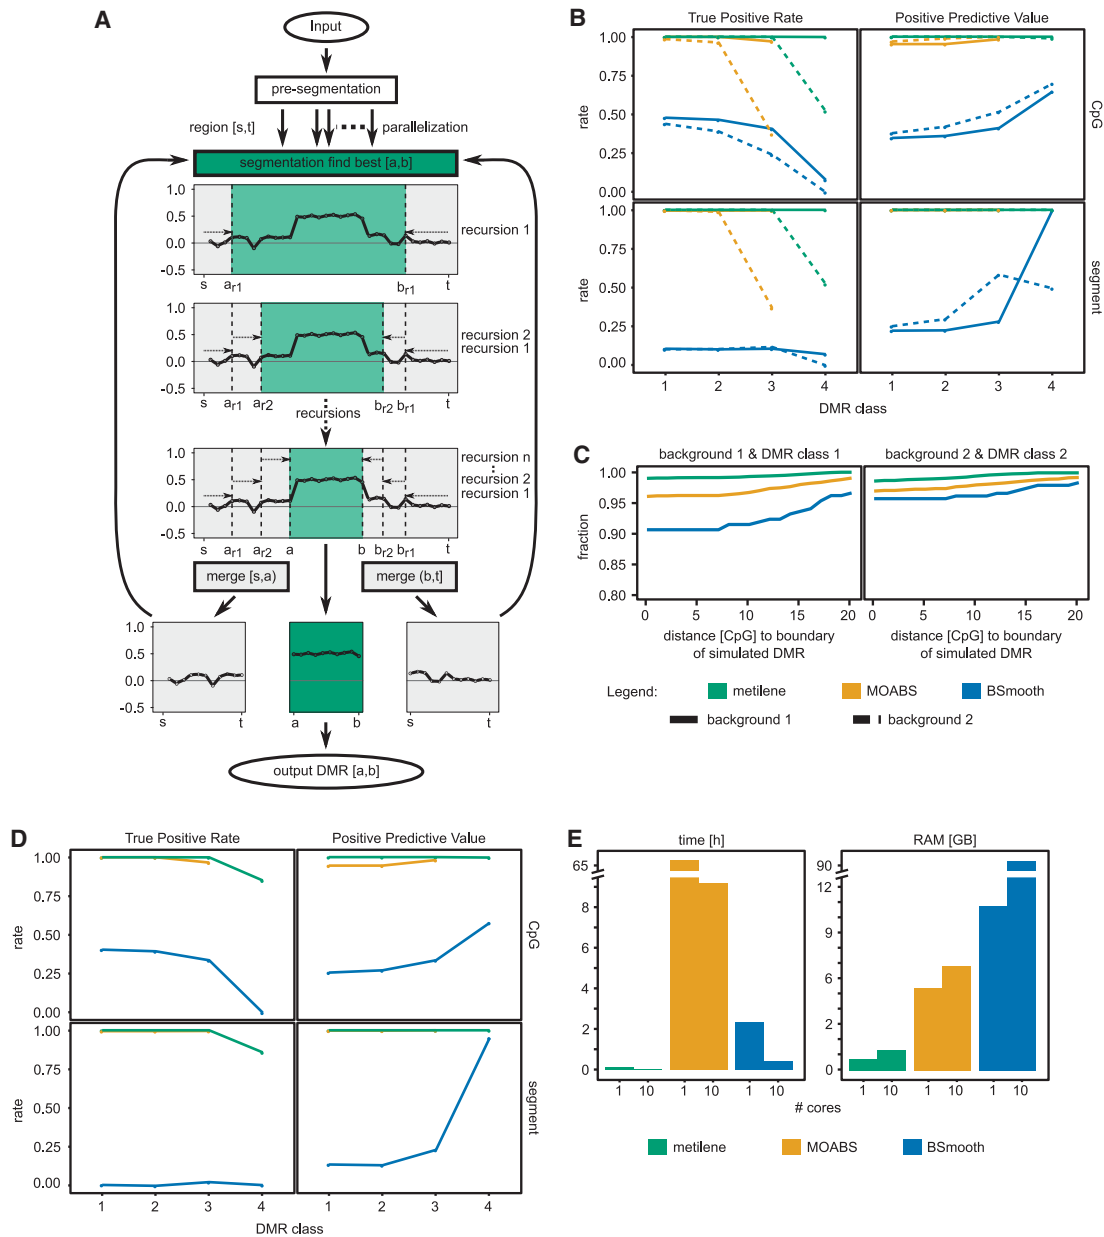 A
Input
pre-segmentation
region [s,t]
parallelization
segmentation find best [a,b]
1.0
0.5
0.0
-0.5
recursion 1
s
ar1
br1
t
1.0
0.5
0.0
-0.5
recursion 2
recursion 1
s
ar1
ar2
br2
br1
t
recursions
1.0
0.5
0.0
-0.5
recursion n
recursion 2
recursion 1
s
ar1
ar2
a
b
br2
br1
t
merge [s,a)
merge (b,t]
1.0
0.5
0.0
-0.5
s
t
a
b
s
t
output DMR [a,b]
B
True Positive Rate
Positive Predictive Value
1.00
0.75
0.50
0.25
0.00
rate
CpG
1.00
0.75
0.50
0.25
0.00
rate
segment
1 2 3 4
1 2 3 4
DMR class
C
background 1 & DMR class 1
background 2 & DMR class 2
1.00
0.95
0.90
0.85
0.80
fraction
0 5 10 15 20
0 5 10 15 20
distance [CpG] to boundary
of simulated DMR
distance [CpG] to boundary
of simulated DMR
Legend:
metilene
MOABS
BSmooth
background 1
background 2
D
True Positive Rate
Positive Predictive Value
1.00
0.75
0.50
0.25
0.00
rate
CpG
1.00
0.75
0.50
0.25
0.00
rate
segment
1 2 3 4
1 2 3 4
DMR class
E
time [h]
RAM [GB]
65
8
6
4
2
0
90
12
9
6
3
0
1 10 1 10 1 10
1 10 1 10 1 10
# cores
metilene
MOABS
BSmooth